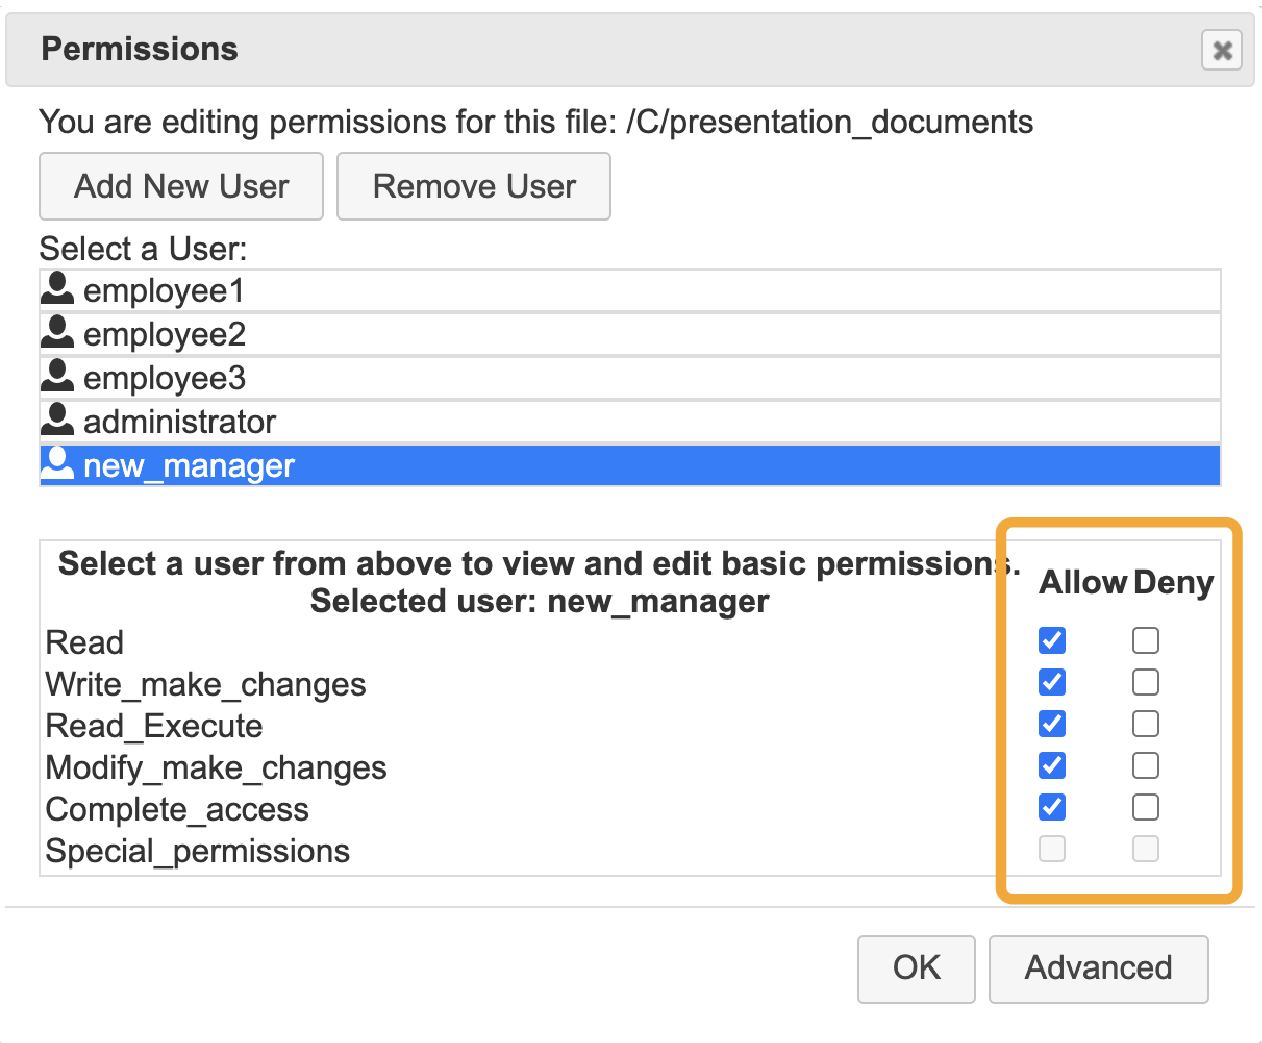 Permissions
You are editing permissions for this file: /C/presentation_documents
Add New User Remove User
Select a User:
employee1
employee2
employee3
administrator
new_manager
Select a user from above to view and edit basic permissions.
Selected user: new_manager
Allow Deny
Read
Write_make_changes
Read_Execute
Modify_make_changes
Complete_access
Special_permissions
OK Advanced